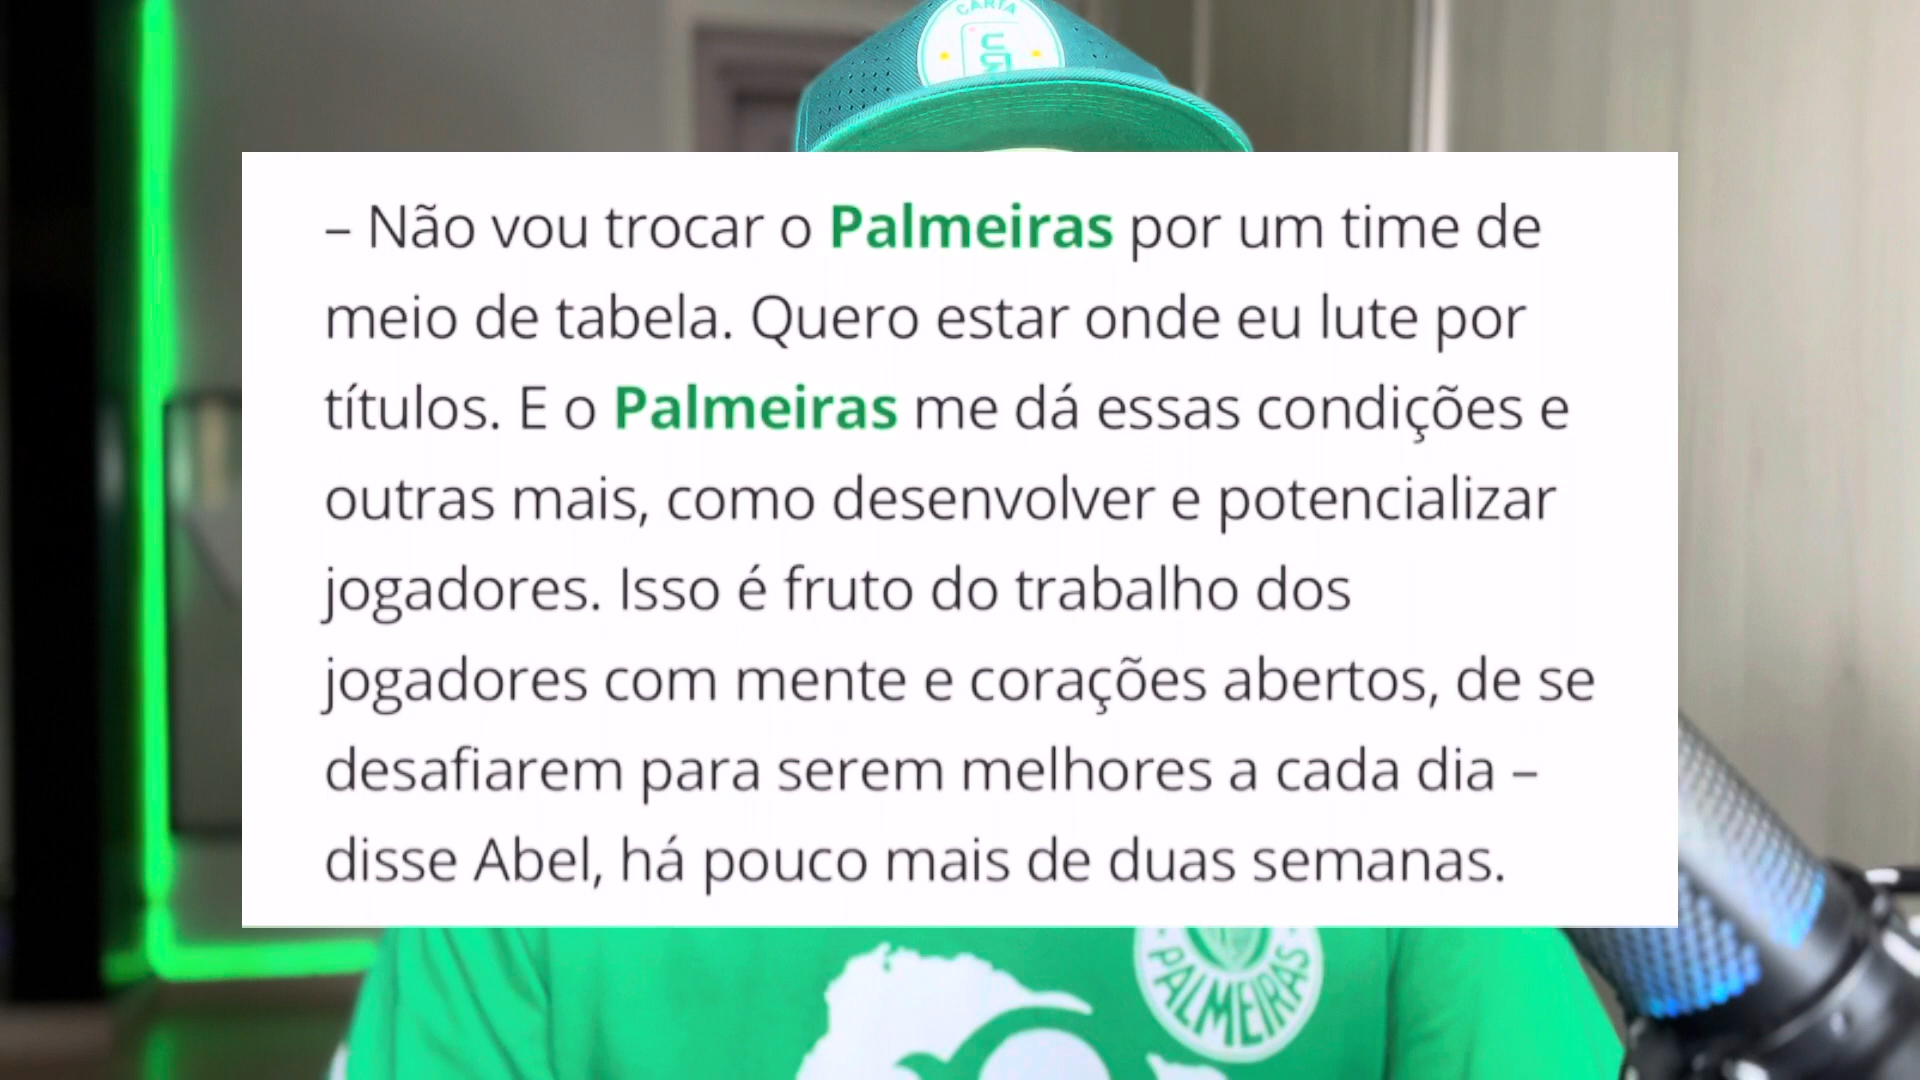 CARTA
– Não vou trocar o Palmeiras por um time de
meio de tabela. Quero estar onde eu lute por
títulos. E o Palmeiras me dá essas condições e
outras mais, como desenvolver e potencializar
jogadores. Isso é fruto do trabalho dos
jogadores com mente e corações abertos, de se
desafiarem para serem melhores a cada dia –
disse Abel, há pouco mais de duas semanas.
PALMEIRAS